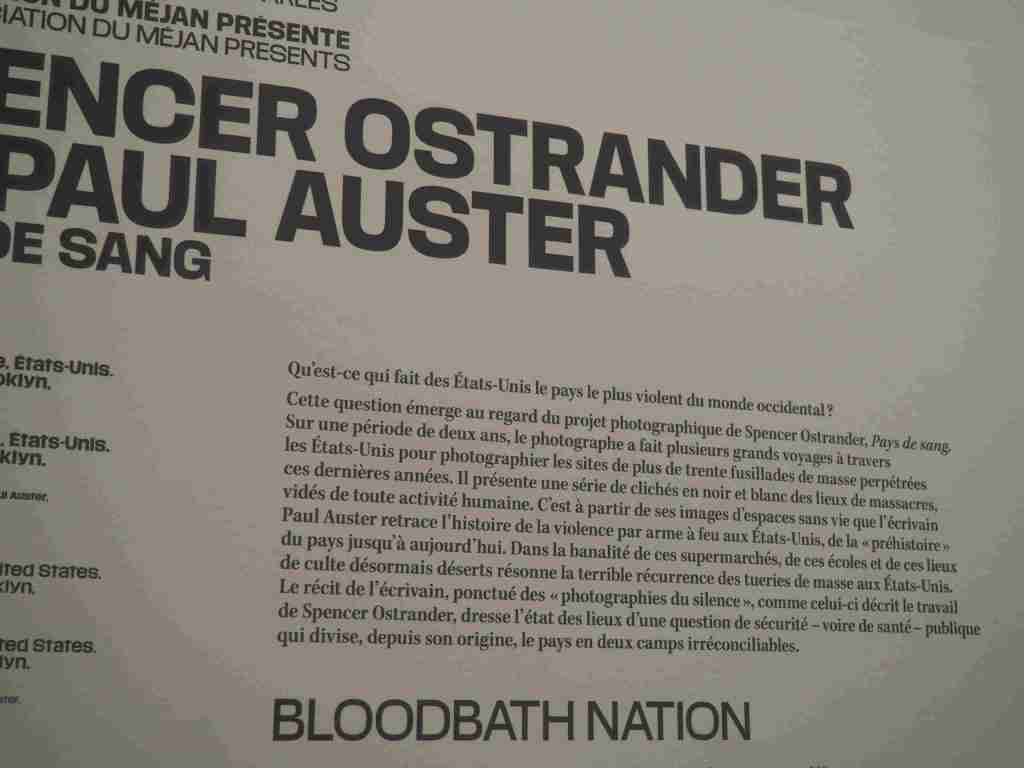 ARLES
ION DU MÉJAN PRÉSENTE
IATION DU MÉJAN PRESENTS
ENCER OSTRANDER
PAUL AUSTER
DE SANG
e. États-Unis.
oklyn.
. États-Unis.
klyn.
ul Auster.
ited States.
klyn.
ted States.
lyn.
ster.
Qu'est-ce qui fait des États-Unis le pays le plus violent du monde occidental ?
Cette question émerge au regard du projet photographique de Spencer Ostrander, Pays de sang.
Sur une période de deux ans, le photographe a fait plusieurs grands voyages à travers
les États-Unis pour photographier les sites de plus de trente fusillades de masse perpétrées
ces dernières années. Il présente une série de clichés en noir et blanc des lieux de massacres,
vidés de toute activité humaine. C'est à partir de ses images d'espaces sans vie que l'écrivain
Paul Auster retrace l'histoire de la violence par arme à feu aux États-Unis, de la « préhistoire »
du pays jusqu'à aujourd'hui. Dans la banalité de ces supermarchés, de ces écoles et de ces lieux
de culte désormais déserts résonne la terrible récurrence des tueries de masse aux États-Unis.
Le récit de l'écrivain, ponctué des « photographies du silence », comme celui-ci décrit le travail
de Spencer Ostrander, dresse l'état des lieux d'une question de sécurité – voire de santé – publique
qui divise, depuis son origine, le pays en deux camps irréconciliables.
BLOODBATH NATION